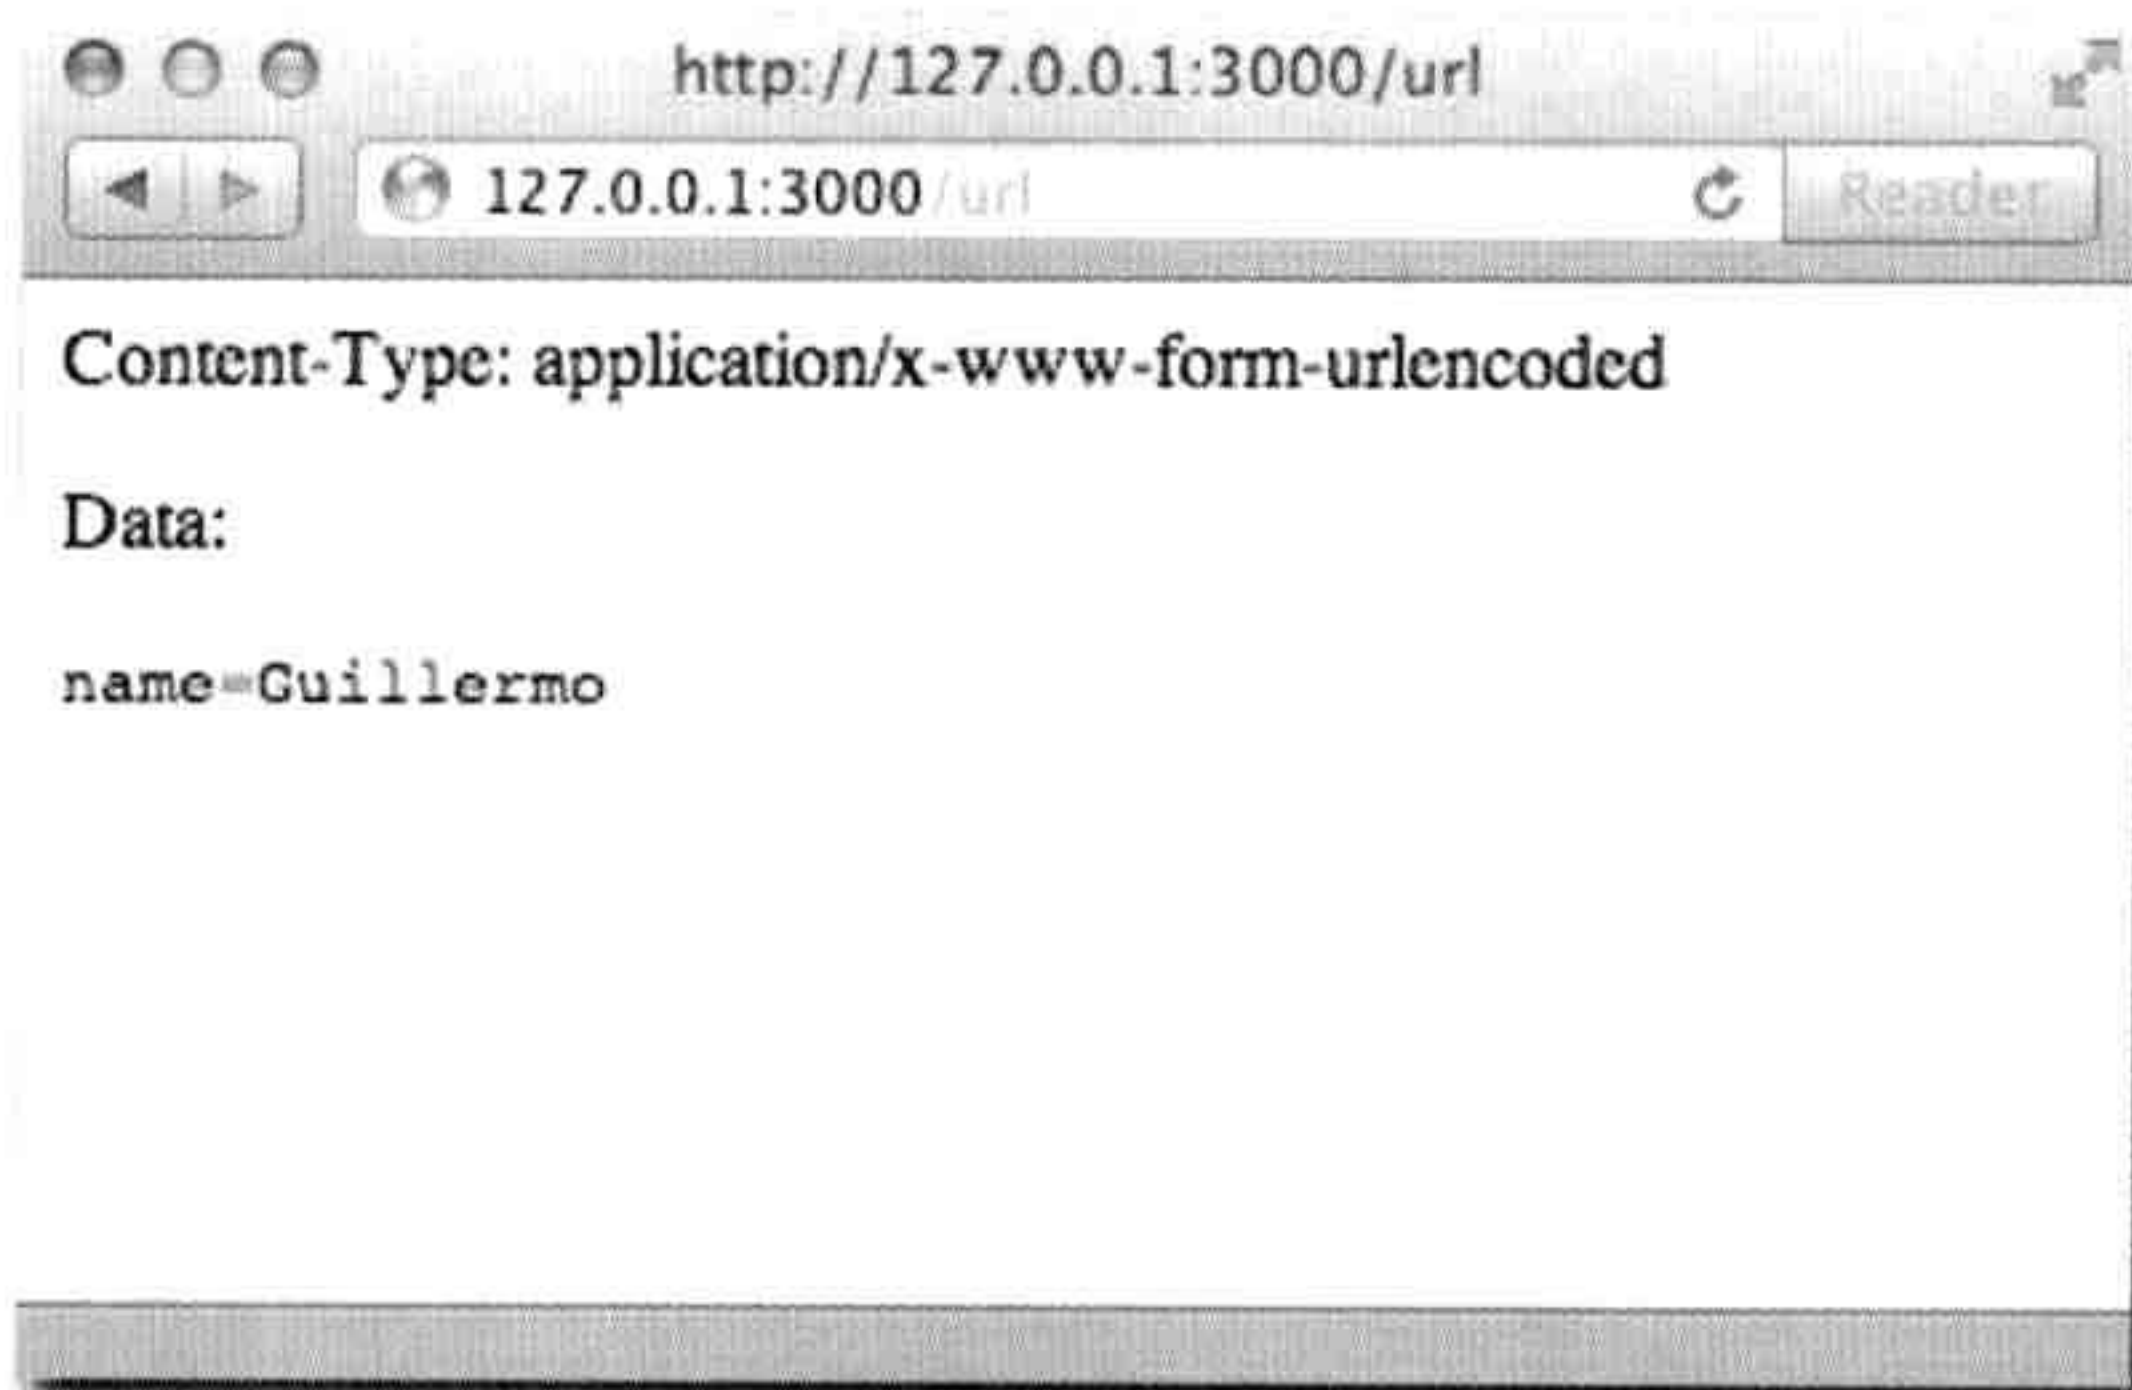 http://127.0.0.1:3000/url
127.0.0.1:3000/url
Reader
Content-Type: application/x-www-form-urlencoded
Data:
name=Guillermo